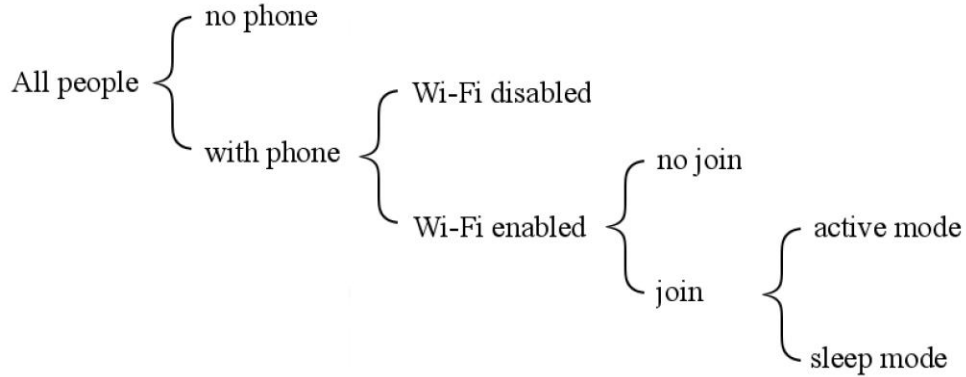 no phone
All people
Wi-Fi disabled
with phone
no join
Wi-Fi enabled
active mode
join
sleep mode